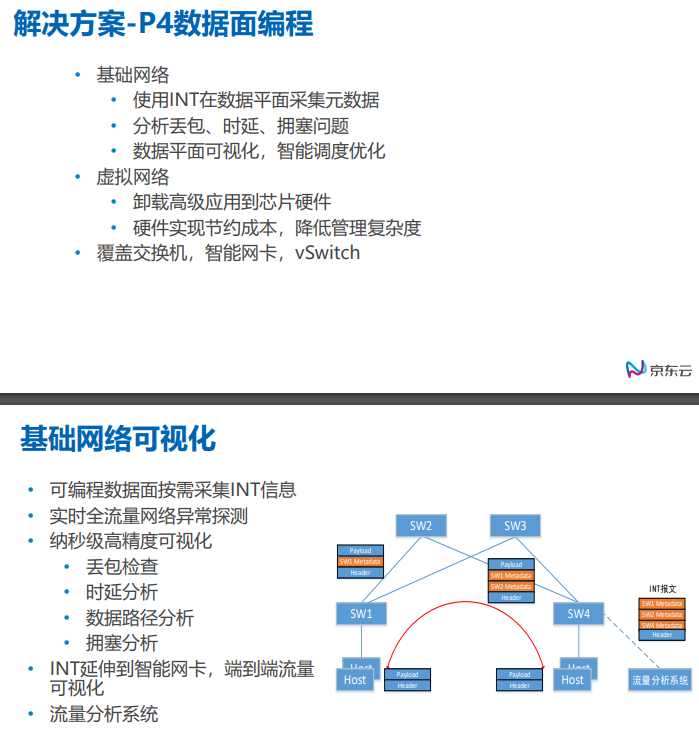 解决方案-P4数据面编程
• 基础网络
• 使用INT在数据平面采集元数据
• 分析丢包、时延、拥塞问题
• 数据平面可视化，智能调度优化
• 虚拟网络
• 卸载高级应用到芯片硬件
• 硬件实现节约成本，降低管理复杂度
• 覆盖交换机，智能网卡，vSwitch
京东云
基础网络可视化
• 可编程数据面按需采集INT信息
• 实时全流量网络异常探测
• 纳秒级高精度可视化
• 丢包检查
• 时延分析
• 数据路径分析
• 拥塞分析
• INT延伸到智能网卡，端到端流量
可视化
• 流量分析系统
SW2
SW3
Payload
SW1 Metadata
Header
Payload
SW1 Metadata
SW2 Metadata
Header
SW1
SW4
INT报文
SW1 Metadata
SW2 Metadata
SW4 Metadata
Header
Host
Host
Payload
Header
Payload
Header
Host
Host
流量分析系统